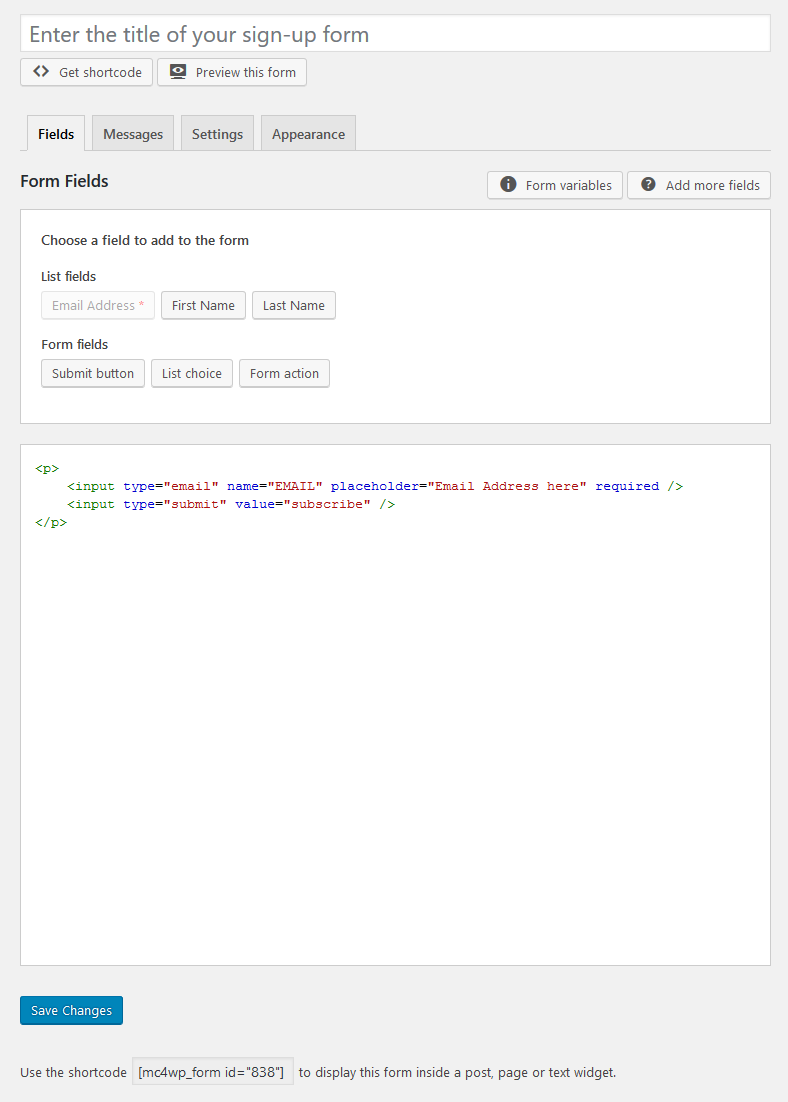 Enter the title of your sign-up form
Get shortcode Preview this form
Fields Messages Settings Appearance
Form Fields Form variables Add more fields
Choose a field to add to the form
List fields
Email Address * First Name Last Name
Form fields
Submit button List choice Form action
<p>
    <input type="email" name="EMAIL" placeholder="Email Address here" required />
    <input type="submit" value="subscribe" />
</p>
Save Changes
Use the shortcode [mc4wp_form id="838"] to display this form inside a post, page or text widget.